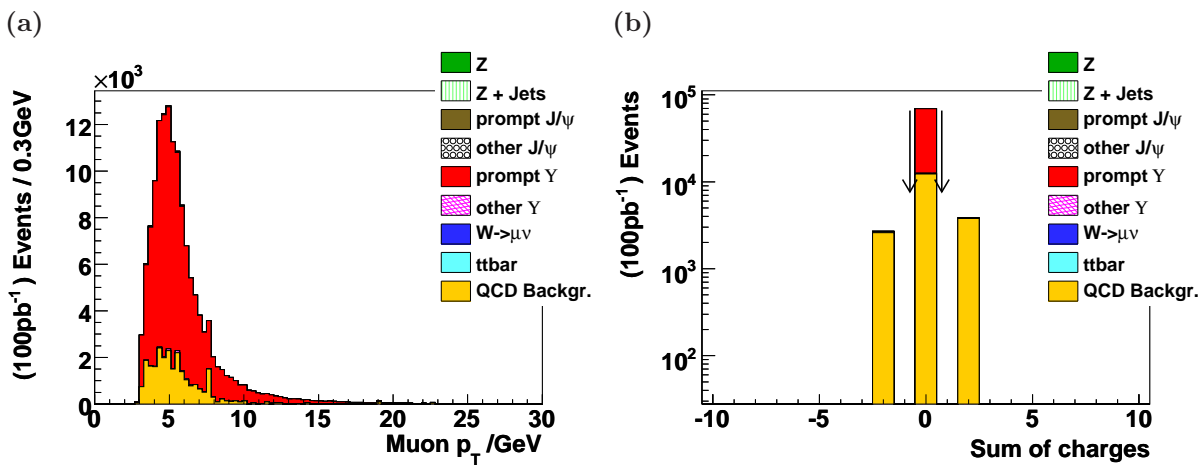 (a)
(b)
×10³
(100pb⁻¹) Events / 0.3GeV
12
10
8
6
4
2
0
0 5 10 15 20 25 30
Muon p_T /GeV
Z
Z + Jets
prompt J/ψ
other J/ψ
prompt ϒ
other ϒ
W->μν
ttbar
QCD Backgr.
(100pb⁻¹) Events
10⁵
10⁴
10³
10²
-10 -5 0 5 10
Sum of charges
Z
Z + Jets
prompt J/ψ
other J/ψ
prompt ϒ
other ϒ
W->μν
ttbar
QCD Backgr.